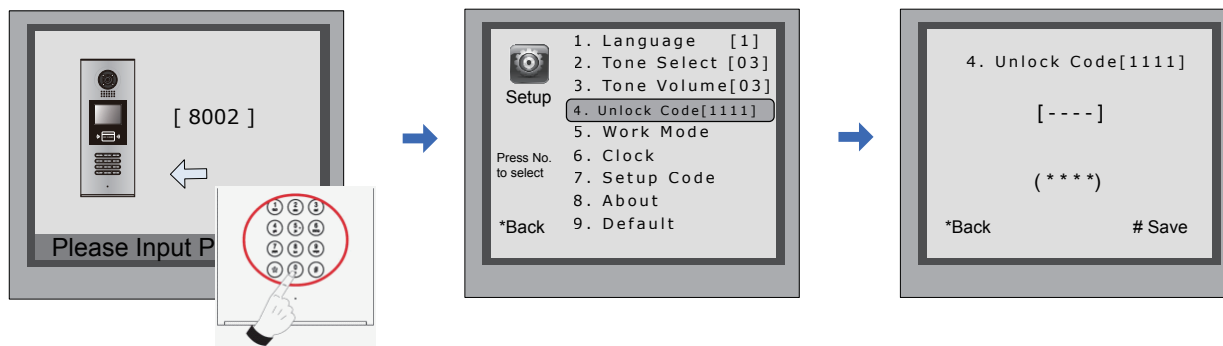 [ 8002 ]
Please Input P
1. Language [1]
2. Tone Select [03]
3. Tone Volume[03]
Setup
4. Unlock Code[1111]
5. Work Mode
Press No.
to select
6. Clock
7. Setup Code
8. About
*Back
9. Default
4. Unlock Code[1111]
[----]
(****)
*Back
# Save